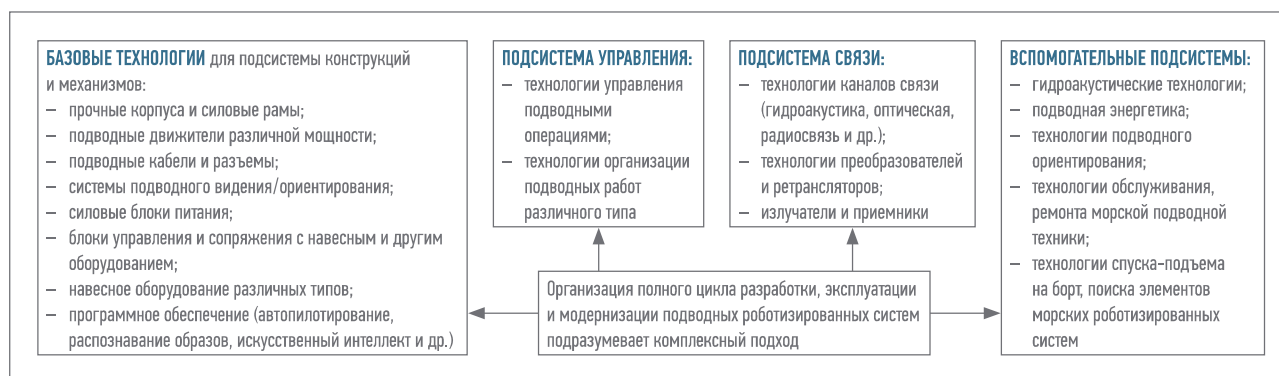 БАЗОВЫЕ ТЕХНОЛОГИИ для подсистемы конструкций
и механизмов:
— прочные корпуса и силовые рамы;
— подводные движители различной мощности;
— подводные кабели и разъемы;
— системы подводного видения/ориентирования;
— силовые блоки питания;
— блоки управления и сопряжения с навесным и другим
оборудованием;
— навесное оборудование различных типов;
— программное обеспечение (автопилотирование,
распознавание образов, искусственный интеллект и др.)
ПОДСИСТЕМА УПРАВЛЕНИЯ:
— технологии управления
подводными
операциями;
— технологии организации
подводных работ
различного типа
ПОДСИСТЕМА СВЯЗИ:
— технологии каналов связи
(гидроакустика, оптическая,
радиосвязь и др.);
— технологии преобразователей
и ретрансляторов;
— излучатели и приемники
ВСПОМОГАТЕЛЬНЫЕ ПОДСИСТЕМЫ:
— гидроакустические технологии;
— подводная энергетика;
— технологии подводного
ориентирования;
— технологии обслуживания,
ремонта морской подводной
техники;
— технологии спуска-подъема
на борт, поиска элементов
морских роботизированных
систем
Организация полного цикла разработки, эксплуатации
и модернизации подводных роботизированных систем
подразумевает комплексный подход